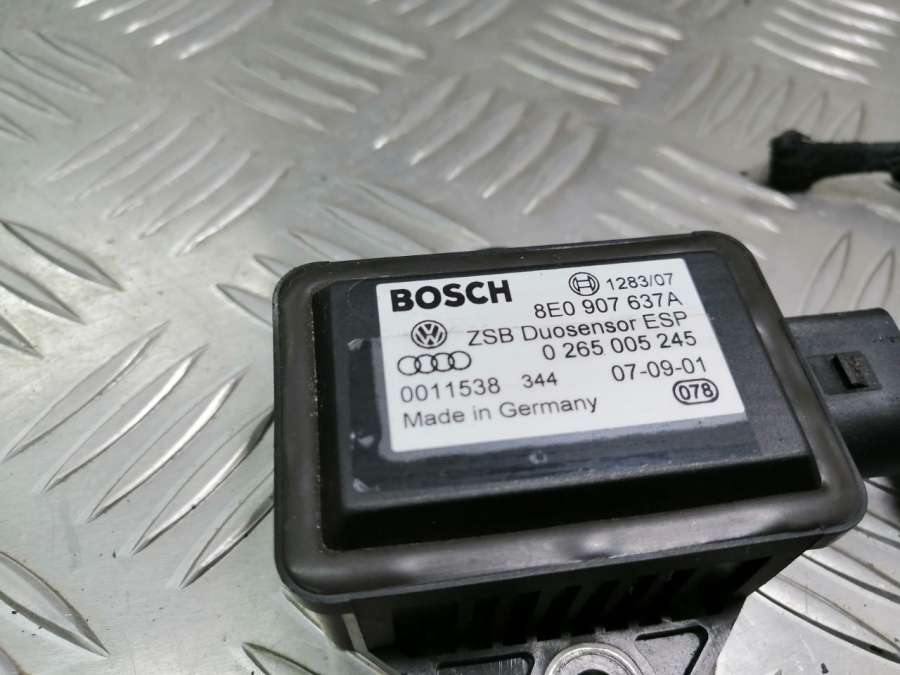 BOSCH 1283/07
8E0 907 637A
ZSB Duosensor ESP
0 265 005 245
0011538 344 07-09-01
Made in Germany 078